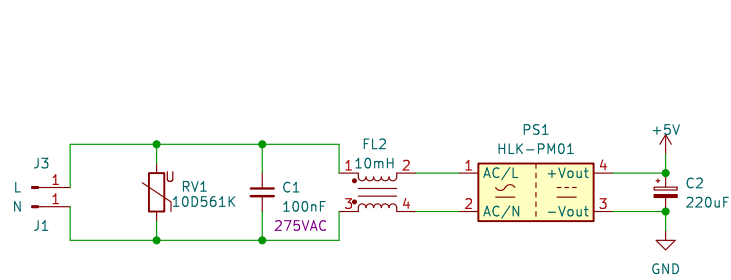 PS1
+5V
HLK-PM01
FL2
10mH
J3
1
L
N
1
J1
U
RV1
10D561K
C1
100nF
275VAC
1
2
3
4
1
AC/L
+Vout
4
2
AC/N
-Vout
3
+
C2
220uF
GND